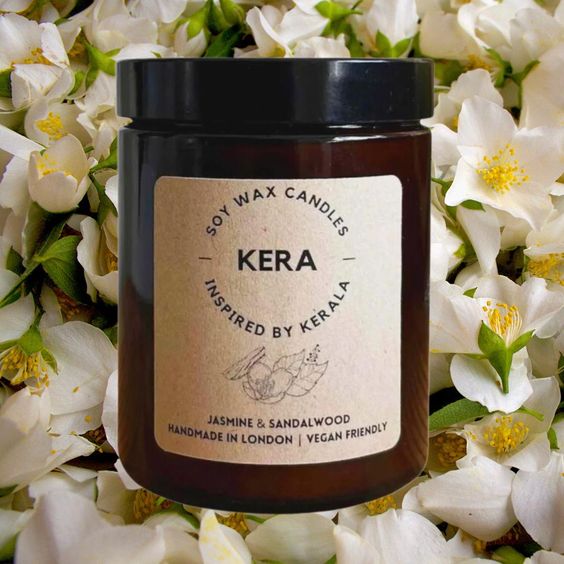 SOY WAX CANDLES
KERA
INSPIRED BY KERALA
JASMINE & SANDALWOOD
HANDMADE IN LONDON | VEGAN FRIENDLY